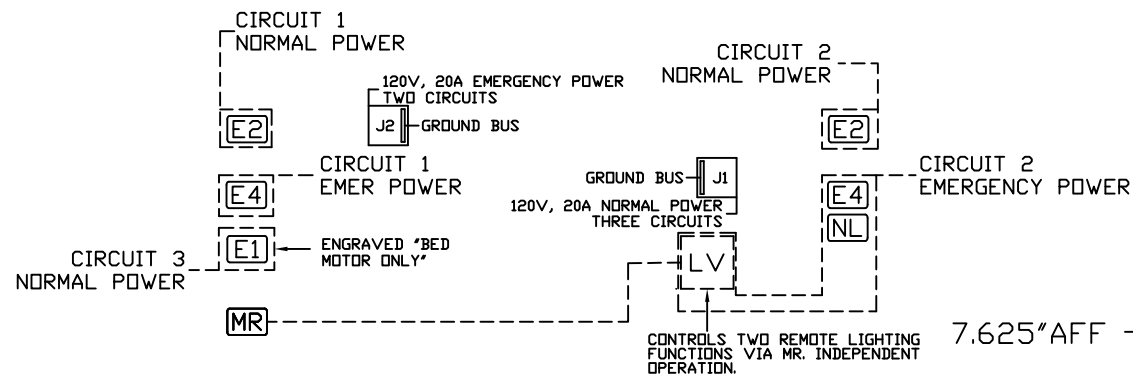 CIRCUIT 1
NORMAL POWER
CIRCUIT 2
NORMAL POWER
120V, 20A EMERGENCY POWER
TWO CIRCUITS
E2
J2
GROUND BUS
E2
CIRCUIT 1
EMER POWER
CIRCUIT 2
EMERGENCY POWER
GROUND BUS
J1
E4
E4
120V, 20A NORMAL POWER
THREE CIRCUITS
NL
E1
ENGRAVED "BED
MOTOR ONLY"
CIRCUIT 3
NORMAL POWER
LV
MR
CONTROLS TWO REMOTE LIGHTING
FUNCTIONS VIA MR. INDEPENDENT
OPERATION.
7.625"AFF -